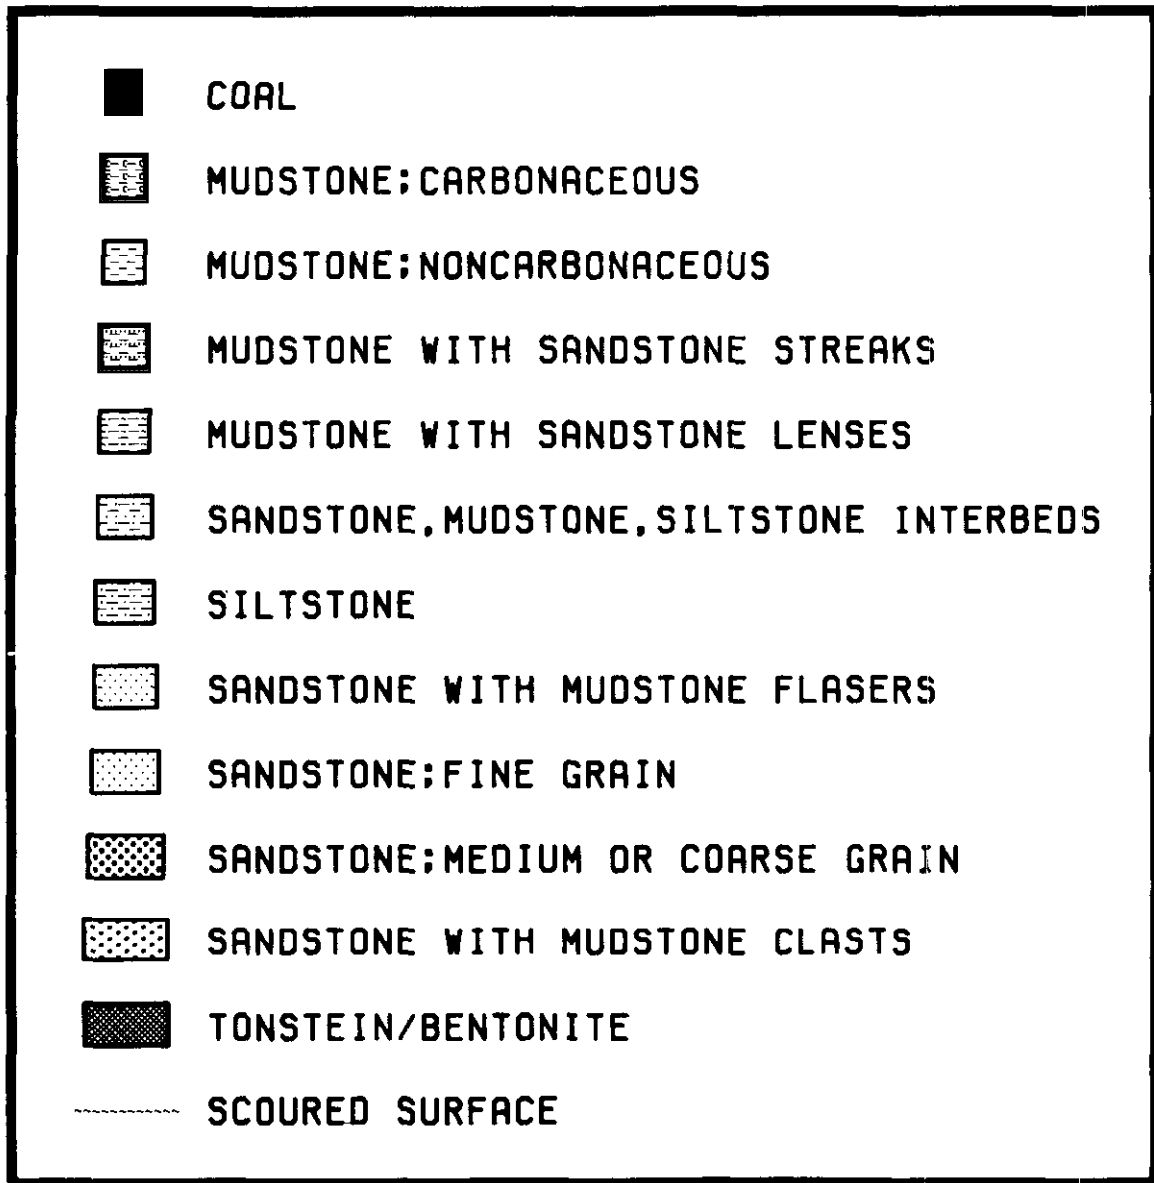 COAL
MUDSTONE;CARBONACEOUS
MUDSTONE;NONCARBONACEOUS
MUDSTONE WITH SANDSTONE STREAKS
MUDSTONE WITH SANDSTONE LENSES
SANDSTONE,MUDSTONE,SILTSTONE INTERBEDS
SILTSTONE
SANDSTONE WITH MUDSTONE FLASERS
SANDSTONE;FINE GRAIN
SANDSTONE;MEDIUM OR COARSE GRAIN
SANDSTONE WITH MUDSTONE CLASTS
TONSTEIN/BENTONITE
SCOURED SURFACE